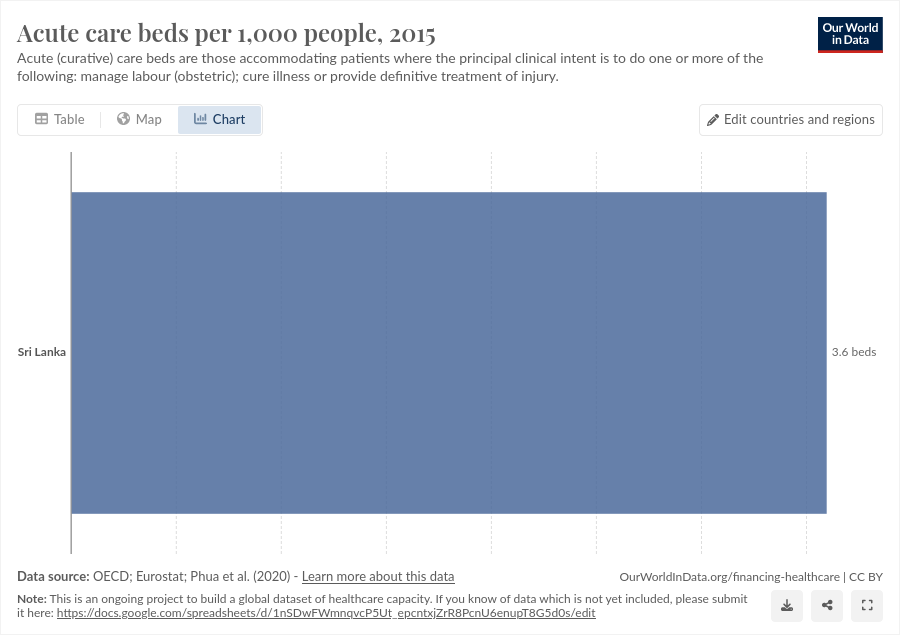 Acute care beds per 1,000 people, 2015
Our World
in Data
Acute (curative) care beds are those accommodating patients where the principal clinical intent is to do one or more of the
following: manage labour (obstetric); cure illness or provide definitive treatment of injury.
Table
Map
Chart
Edit countries and regions
Sri Lanka
3.6 beds
Data source: OECD; Eurostat; Phua et al. (2020) - Learn more about this data
OurWorldInData.org/financing-healthcare | CC BY
Note: This is an ongoing project to build a global dataset of healthcare capacity. If you know of data which is not yet included, please submit
it here: https://docs.google.com/spreadsheets/d/1nSDwFWmnqvcP5Ut_epcntxjZrR8PcnU6enupT8G5d0s/edit